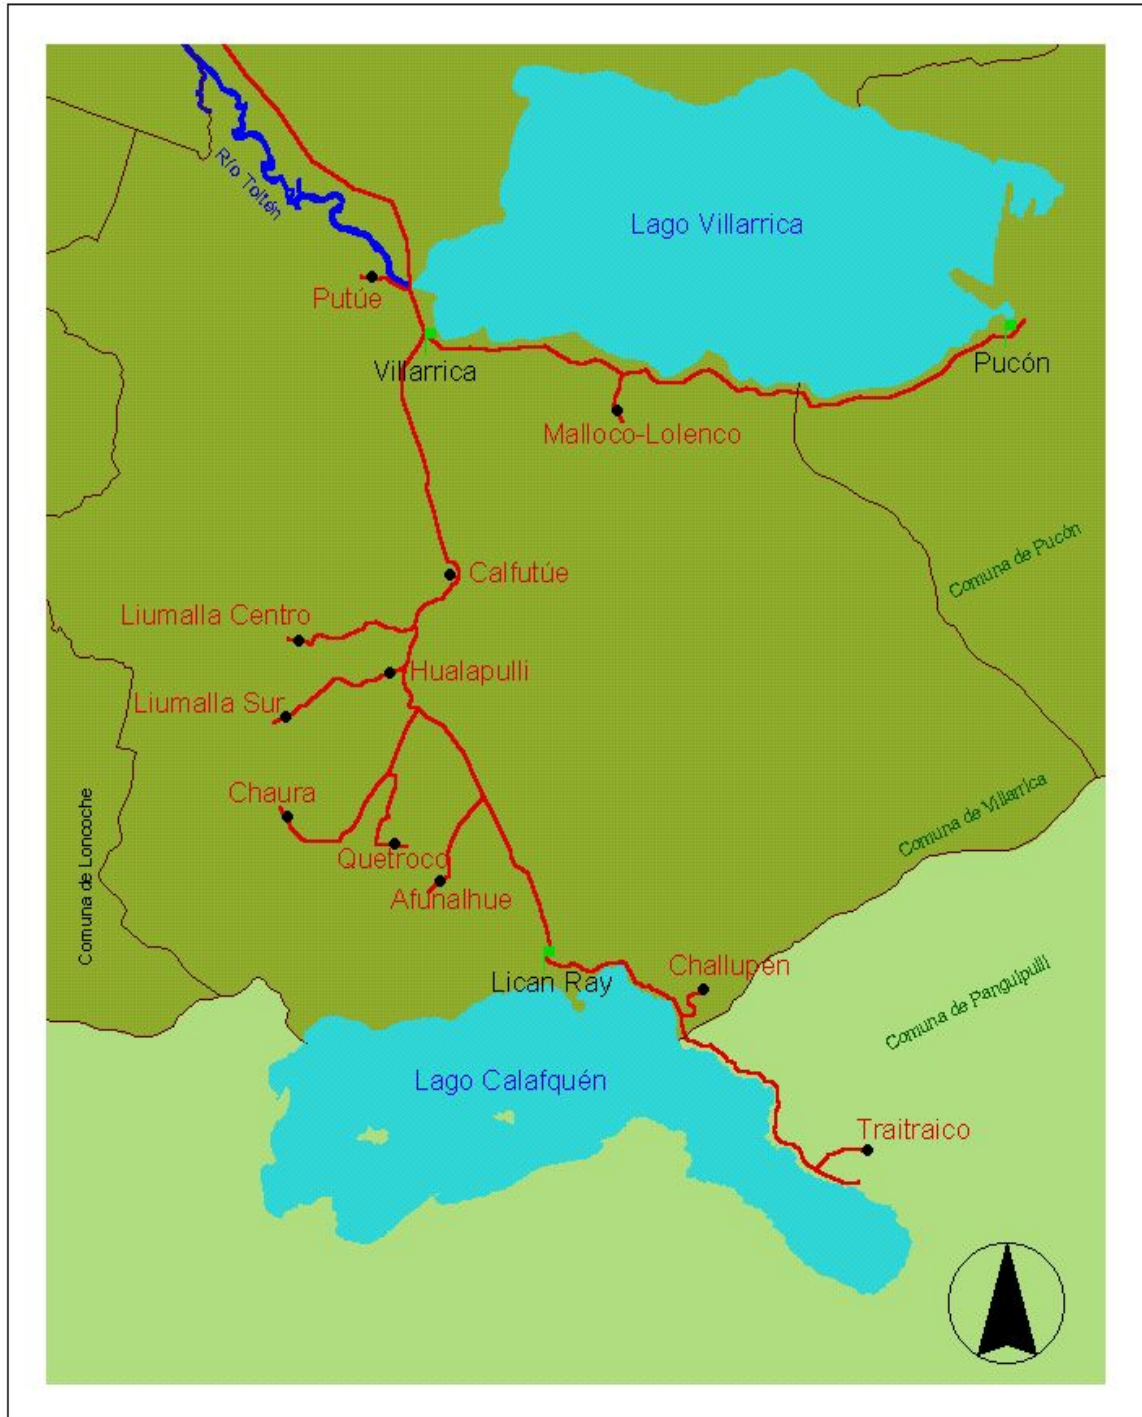 Río Toltén
Lago Villarrica
Putúe
Villarrica
Pucón
Malloco-Lolenco
Comuna de Pucón
Calfutúe
Liumalla Centro
Hualapulli
Liumalla Sur
Chaura
Comuna de Villarrica
Quetroco
Afunalhue
Comuna de Loncoche
Challupén
Lican Ray
Comuna de Panguipulli
Lago Calafquén
Traitraico